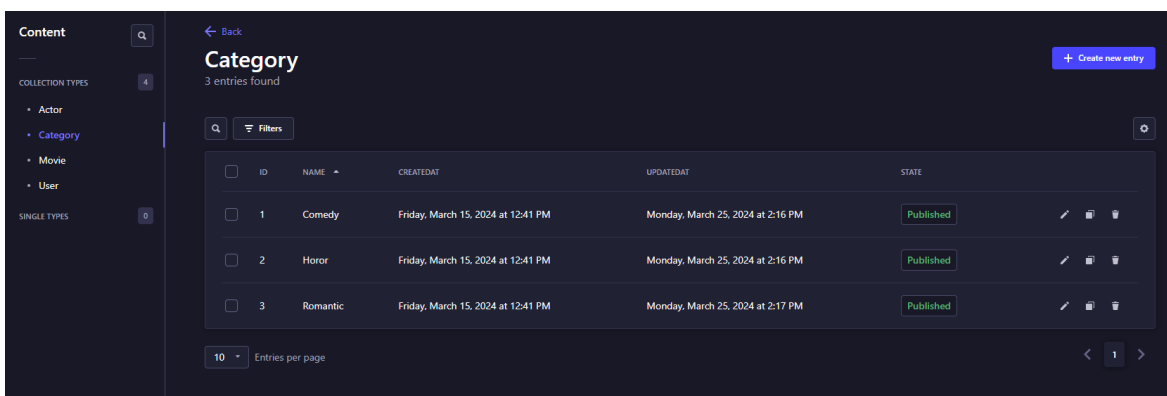 Content
COLLECTION TYPES 4
Actor
Category
Movie
User
SINGLE TYPES 0
Back
Category
3 entries found
Create new entry
Filters
ID NAME CREATEDAT UPDATEDAT STATE
1 Comedy Friday, March 15, 2024 at 12:41 PM Monday, March 25, 2024 at 2:16 PM Published
2 Horor Friday, March 15, 2024 at 12:41 PM Monday, March 25, 2024 at 2:16 PM Published
3 Romantic Friday, March 15, 2024 at 12:41 PM Monday, March 25, 2024 at 2:17 PM Published
10 Entries per page
1